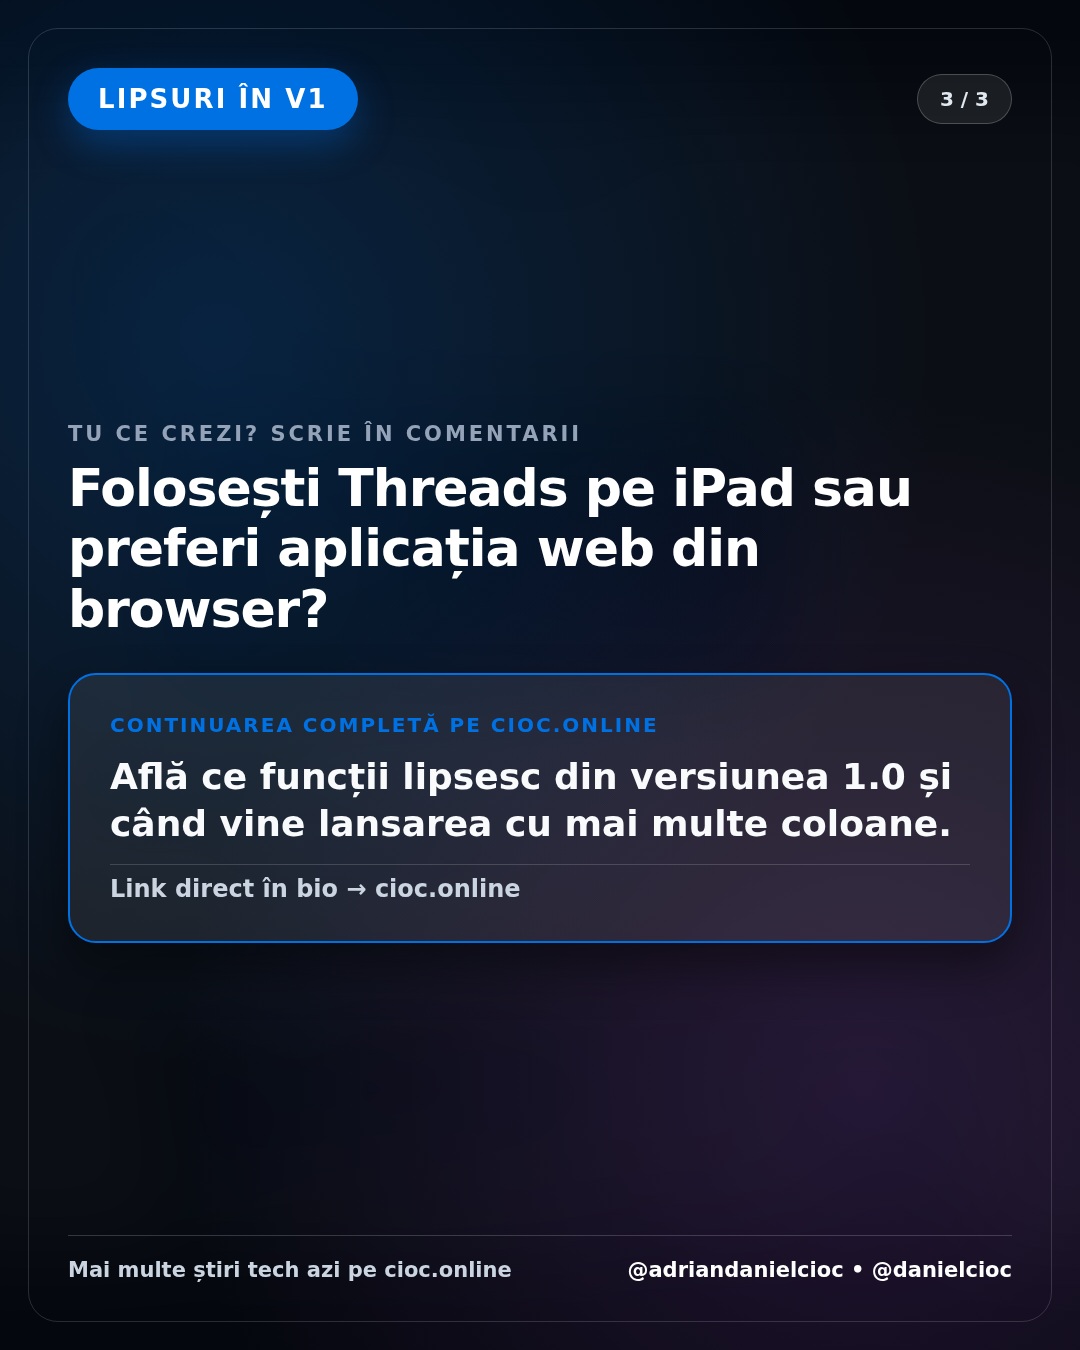 LIPSURI ÎN V1
3 / 3
TU CE CREZI? SCRIE ÎN COMENTARII
Folosești Threads pe iPad sau
preferi aplicația web din
browser?
CONTINUAREA COMPLETĂ PE CIOC.ONLINE
Află ce funcții lipsesc din versiunea 1.0 și
când vine lansarea cu mai multe coloane.
Link direct în bio → cioc.online
Mai multe știri tech azi pe cioc.online
@adriandanielcioc • @danielcioc